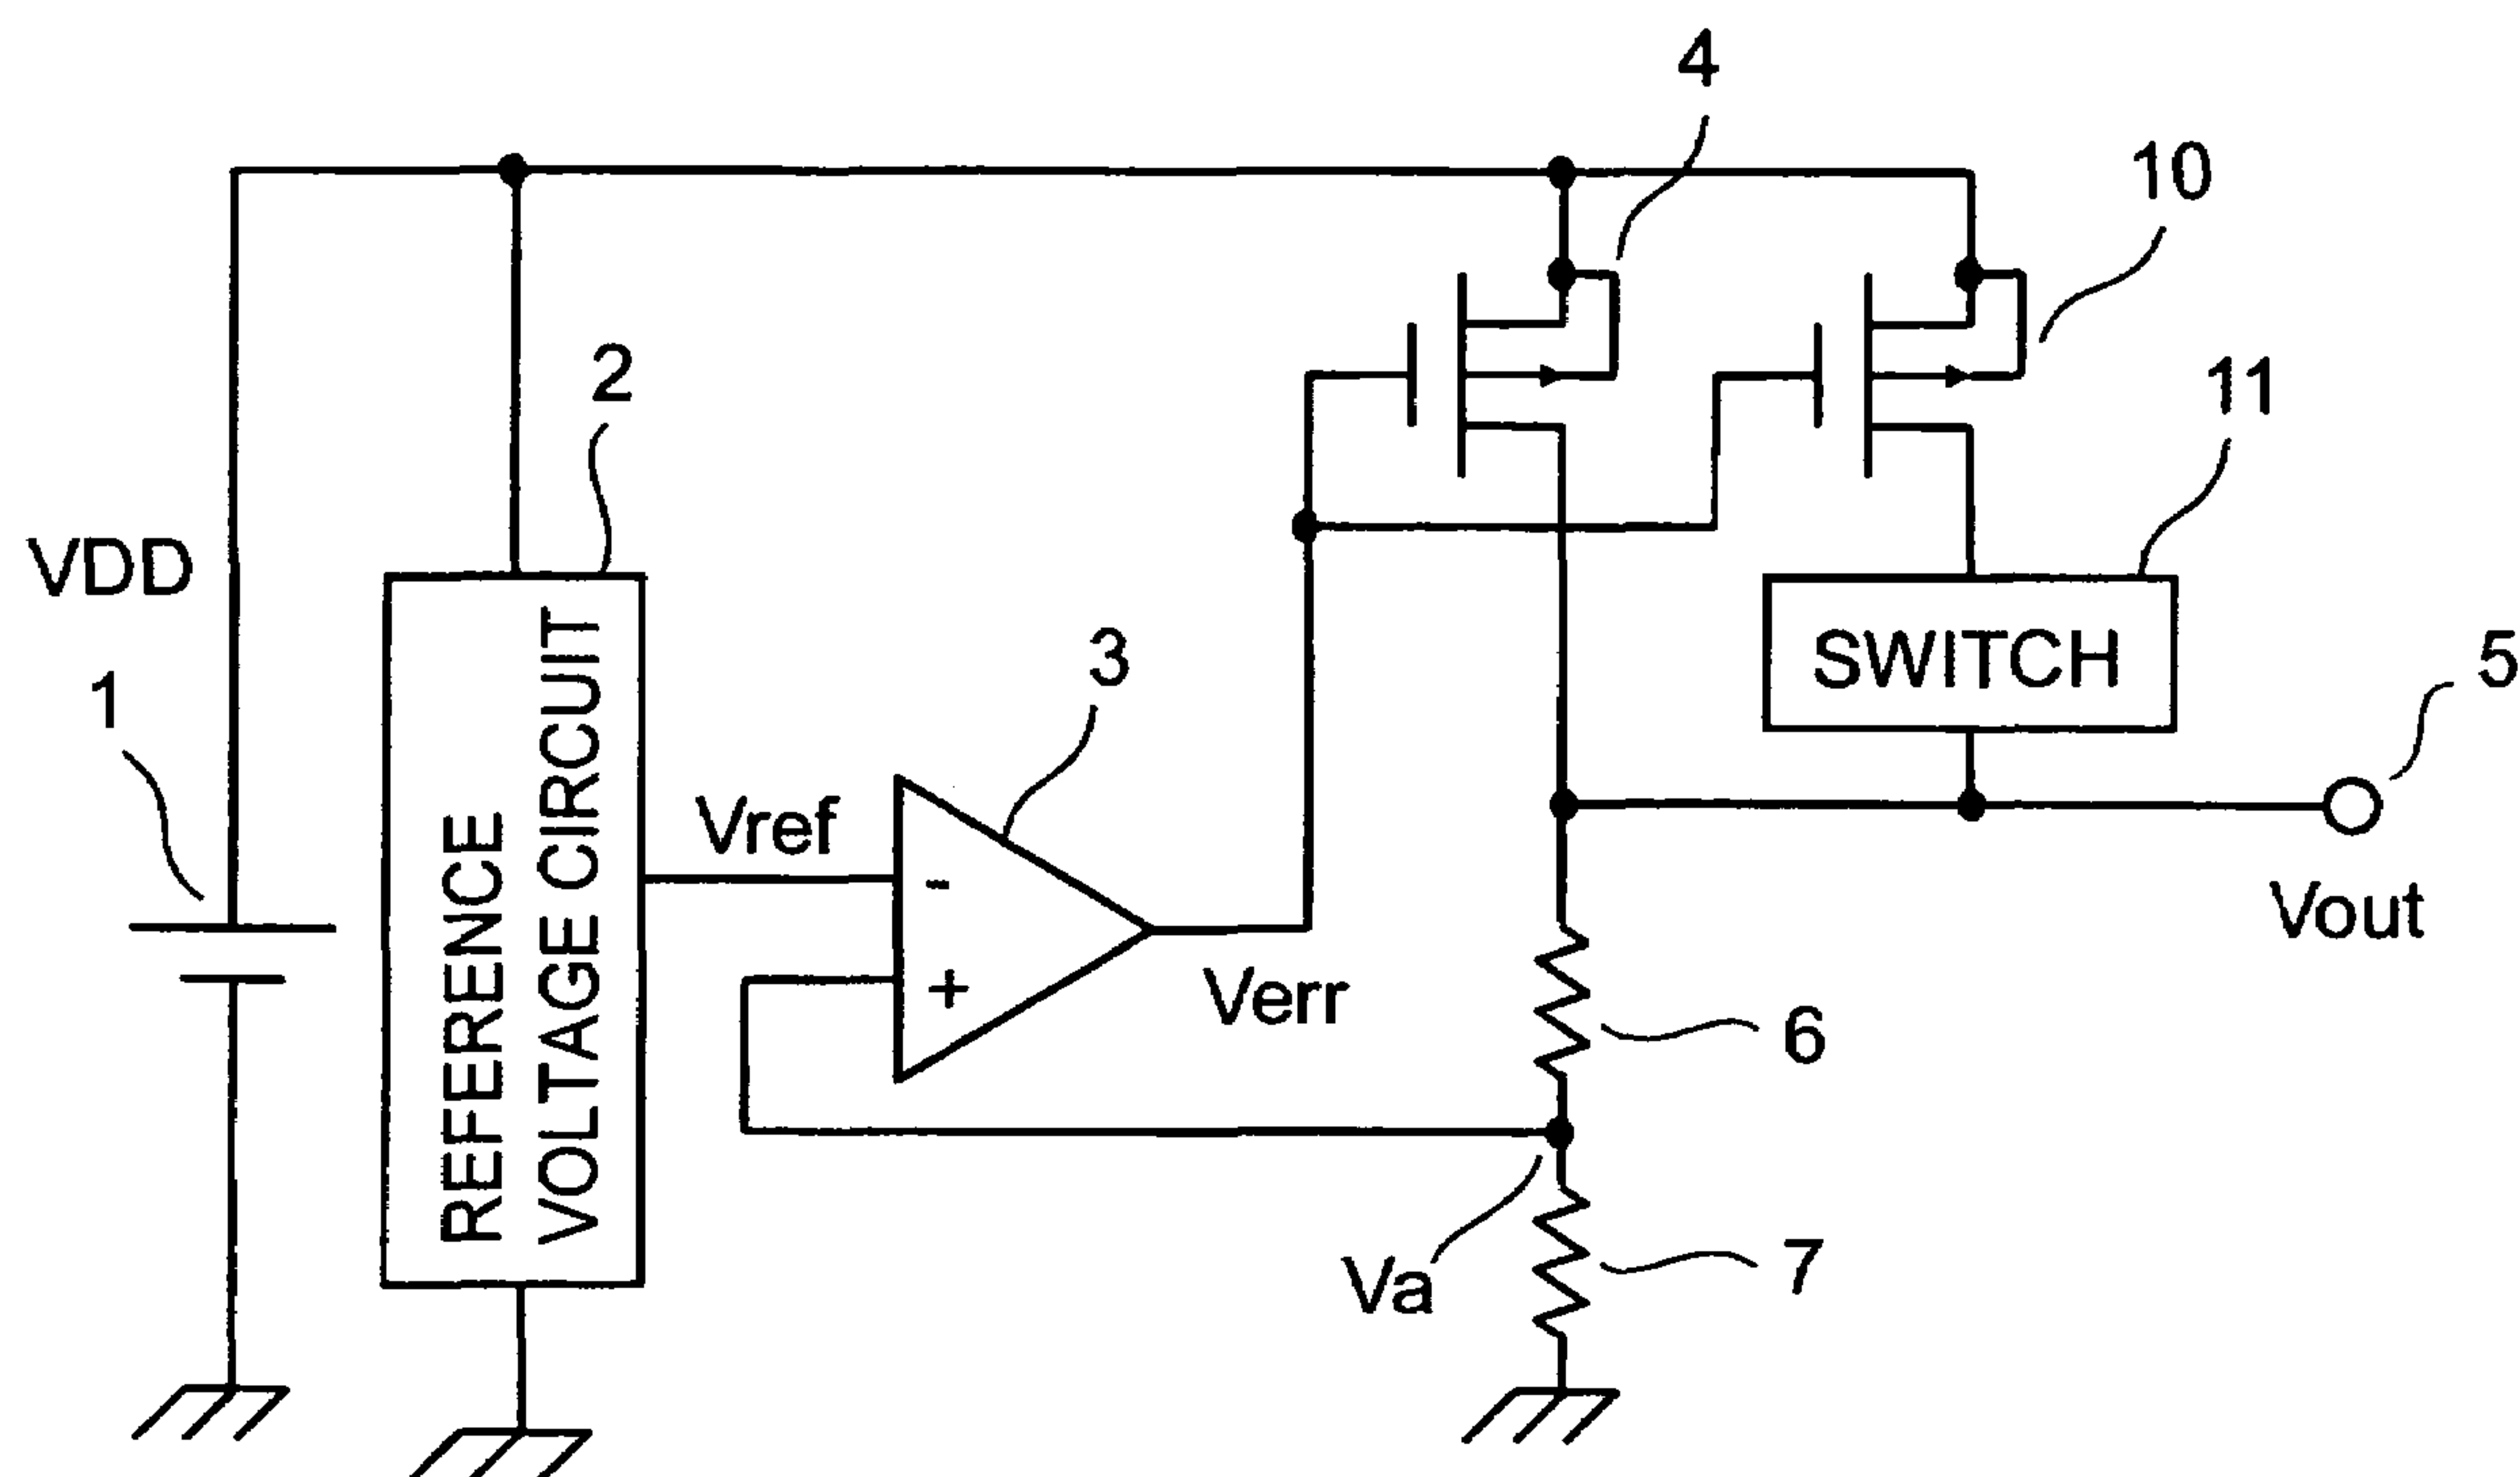 4
10
2
11
VDD
3
SWITCH
5
1
REFERENCE
VOLTAGE CIRCUIT
Vref
-
Vout
+
Verr
6
Va
7